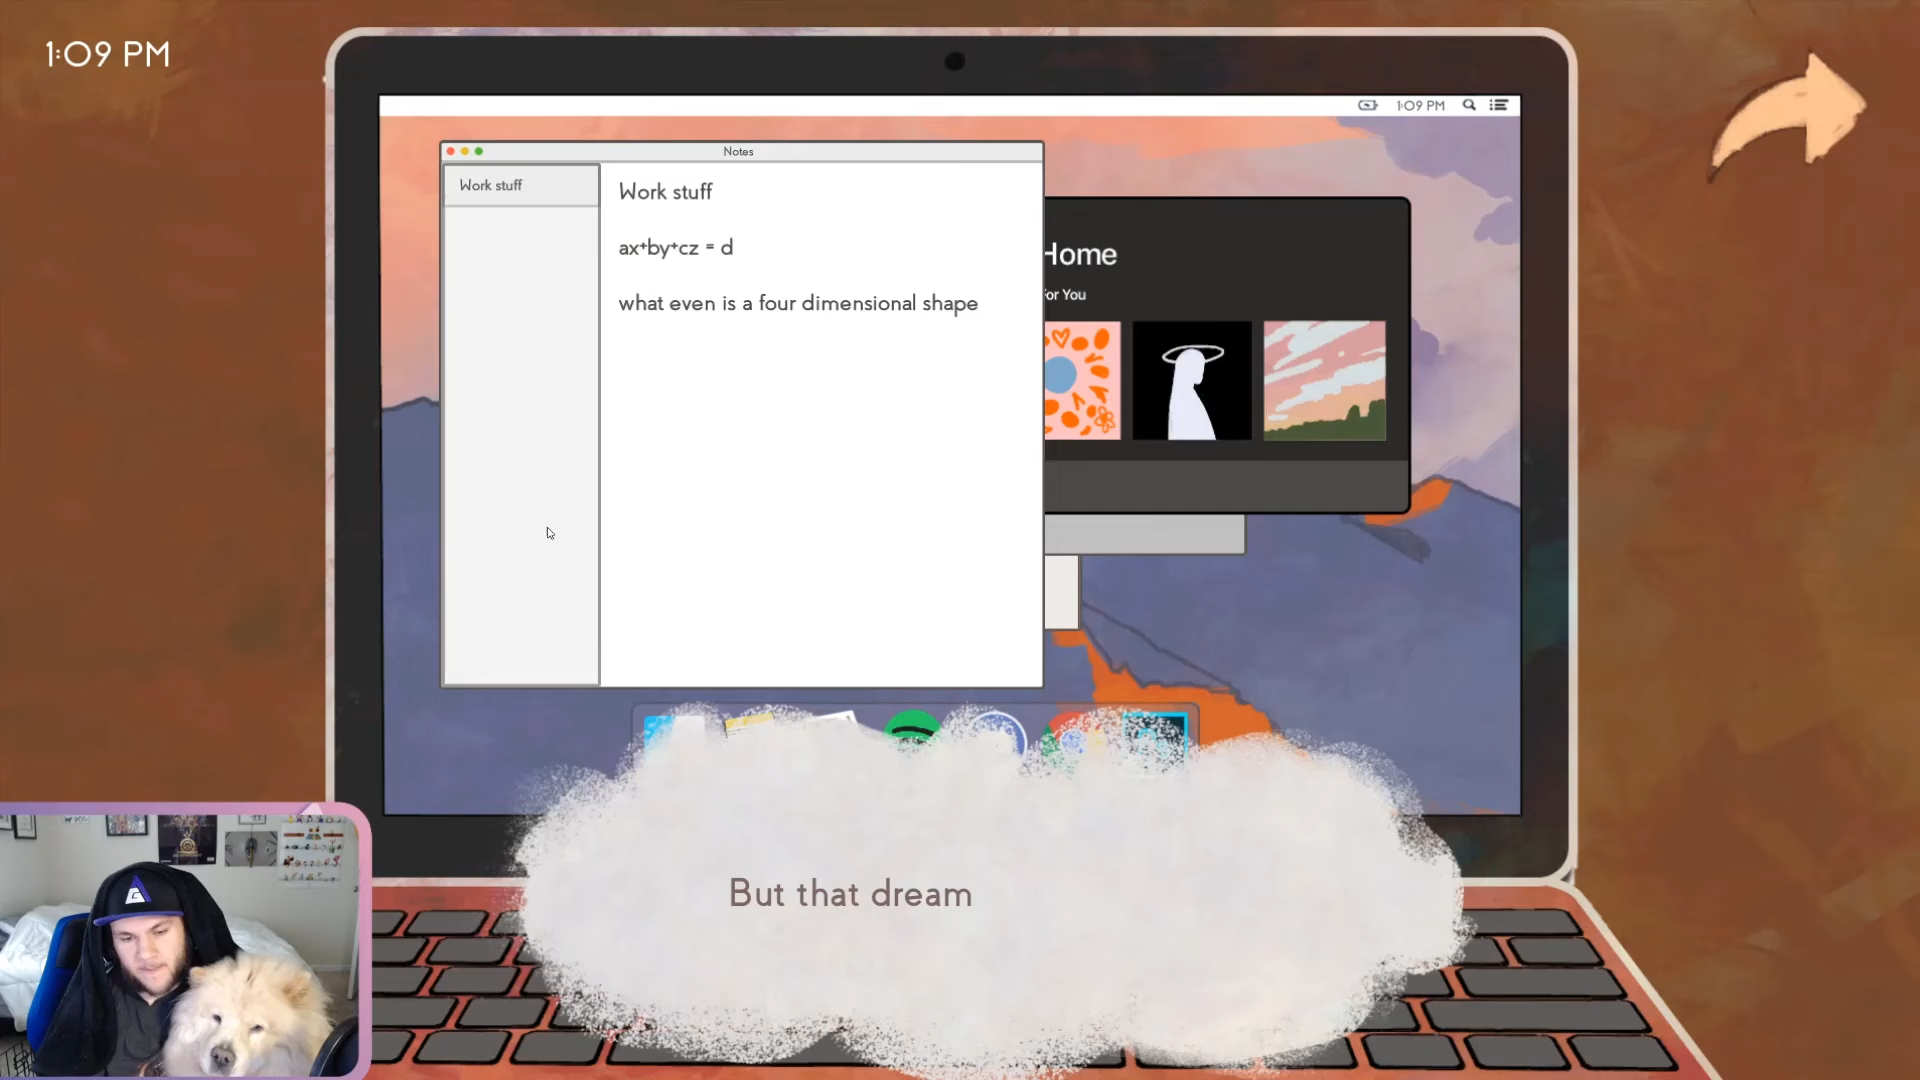 1:09 PM
1:09 PM
Notes
Work stuff
Work stuff
ax+by+cz = d
what even is a four dimensional shape
Home
For You
But that dream